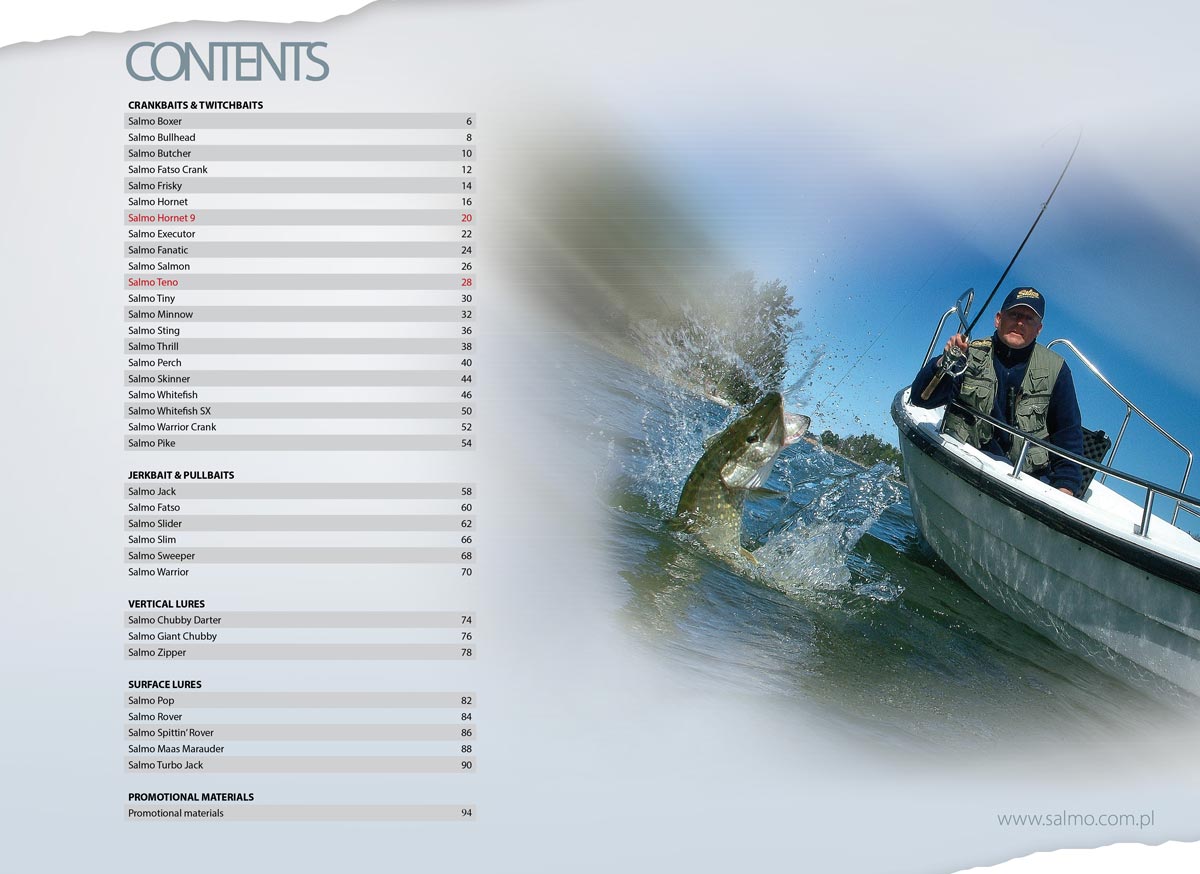 CONTENTS
CRANKBAITS & TWITCHBAITS
Salmo Boxer 6
Salmo Bullhead 8
Salmo Butcher 10
Salmo Fatso Crank 12
Salmo Frisky 14
Salmo Hornet 16
Salmo Hornet 9 20
Salmo Executor 22
Salmo Fanatic 24
Salmo Salmon 26
Salmo Teno 28
Salmo Tiny 30
Salmo Minnow 32
Salmo Sting 36
Salmo Thrill 38
Salmo Perch 40
Salmo Skinner 44
Salmo Whitefish 46
Salmo Whitefish SX 50
Salmo Warrior Crank 52
Salmo Pike 54
JERKBAIT & PULLBAITS
Salmo Jack 58
Salmo Fatso 60
Salmo Slider 62
Salmo Slim 66
Salmo Sweeper 68
Salmo Warrior 70
VERTICAL LURES
Salmo Chubby Darter 74
Salmo Giant Chubby 76
Salmo Zipper 78
SURFACE LURES
Salmo Pop 82
Salmo Rover 84
Salmo Spittin' Rover 86
Salmo Maas Marauder 88
Salmo Turbo Jack 90
PROMOTIONAL MATERIALS
Promotional materials 94
Salmo
www.salmo.com.pl